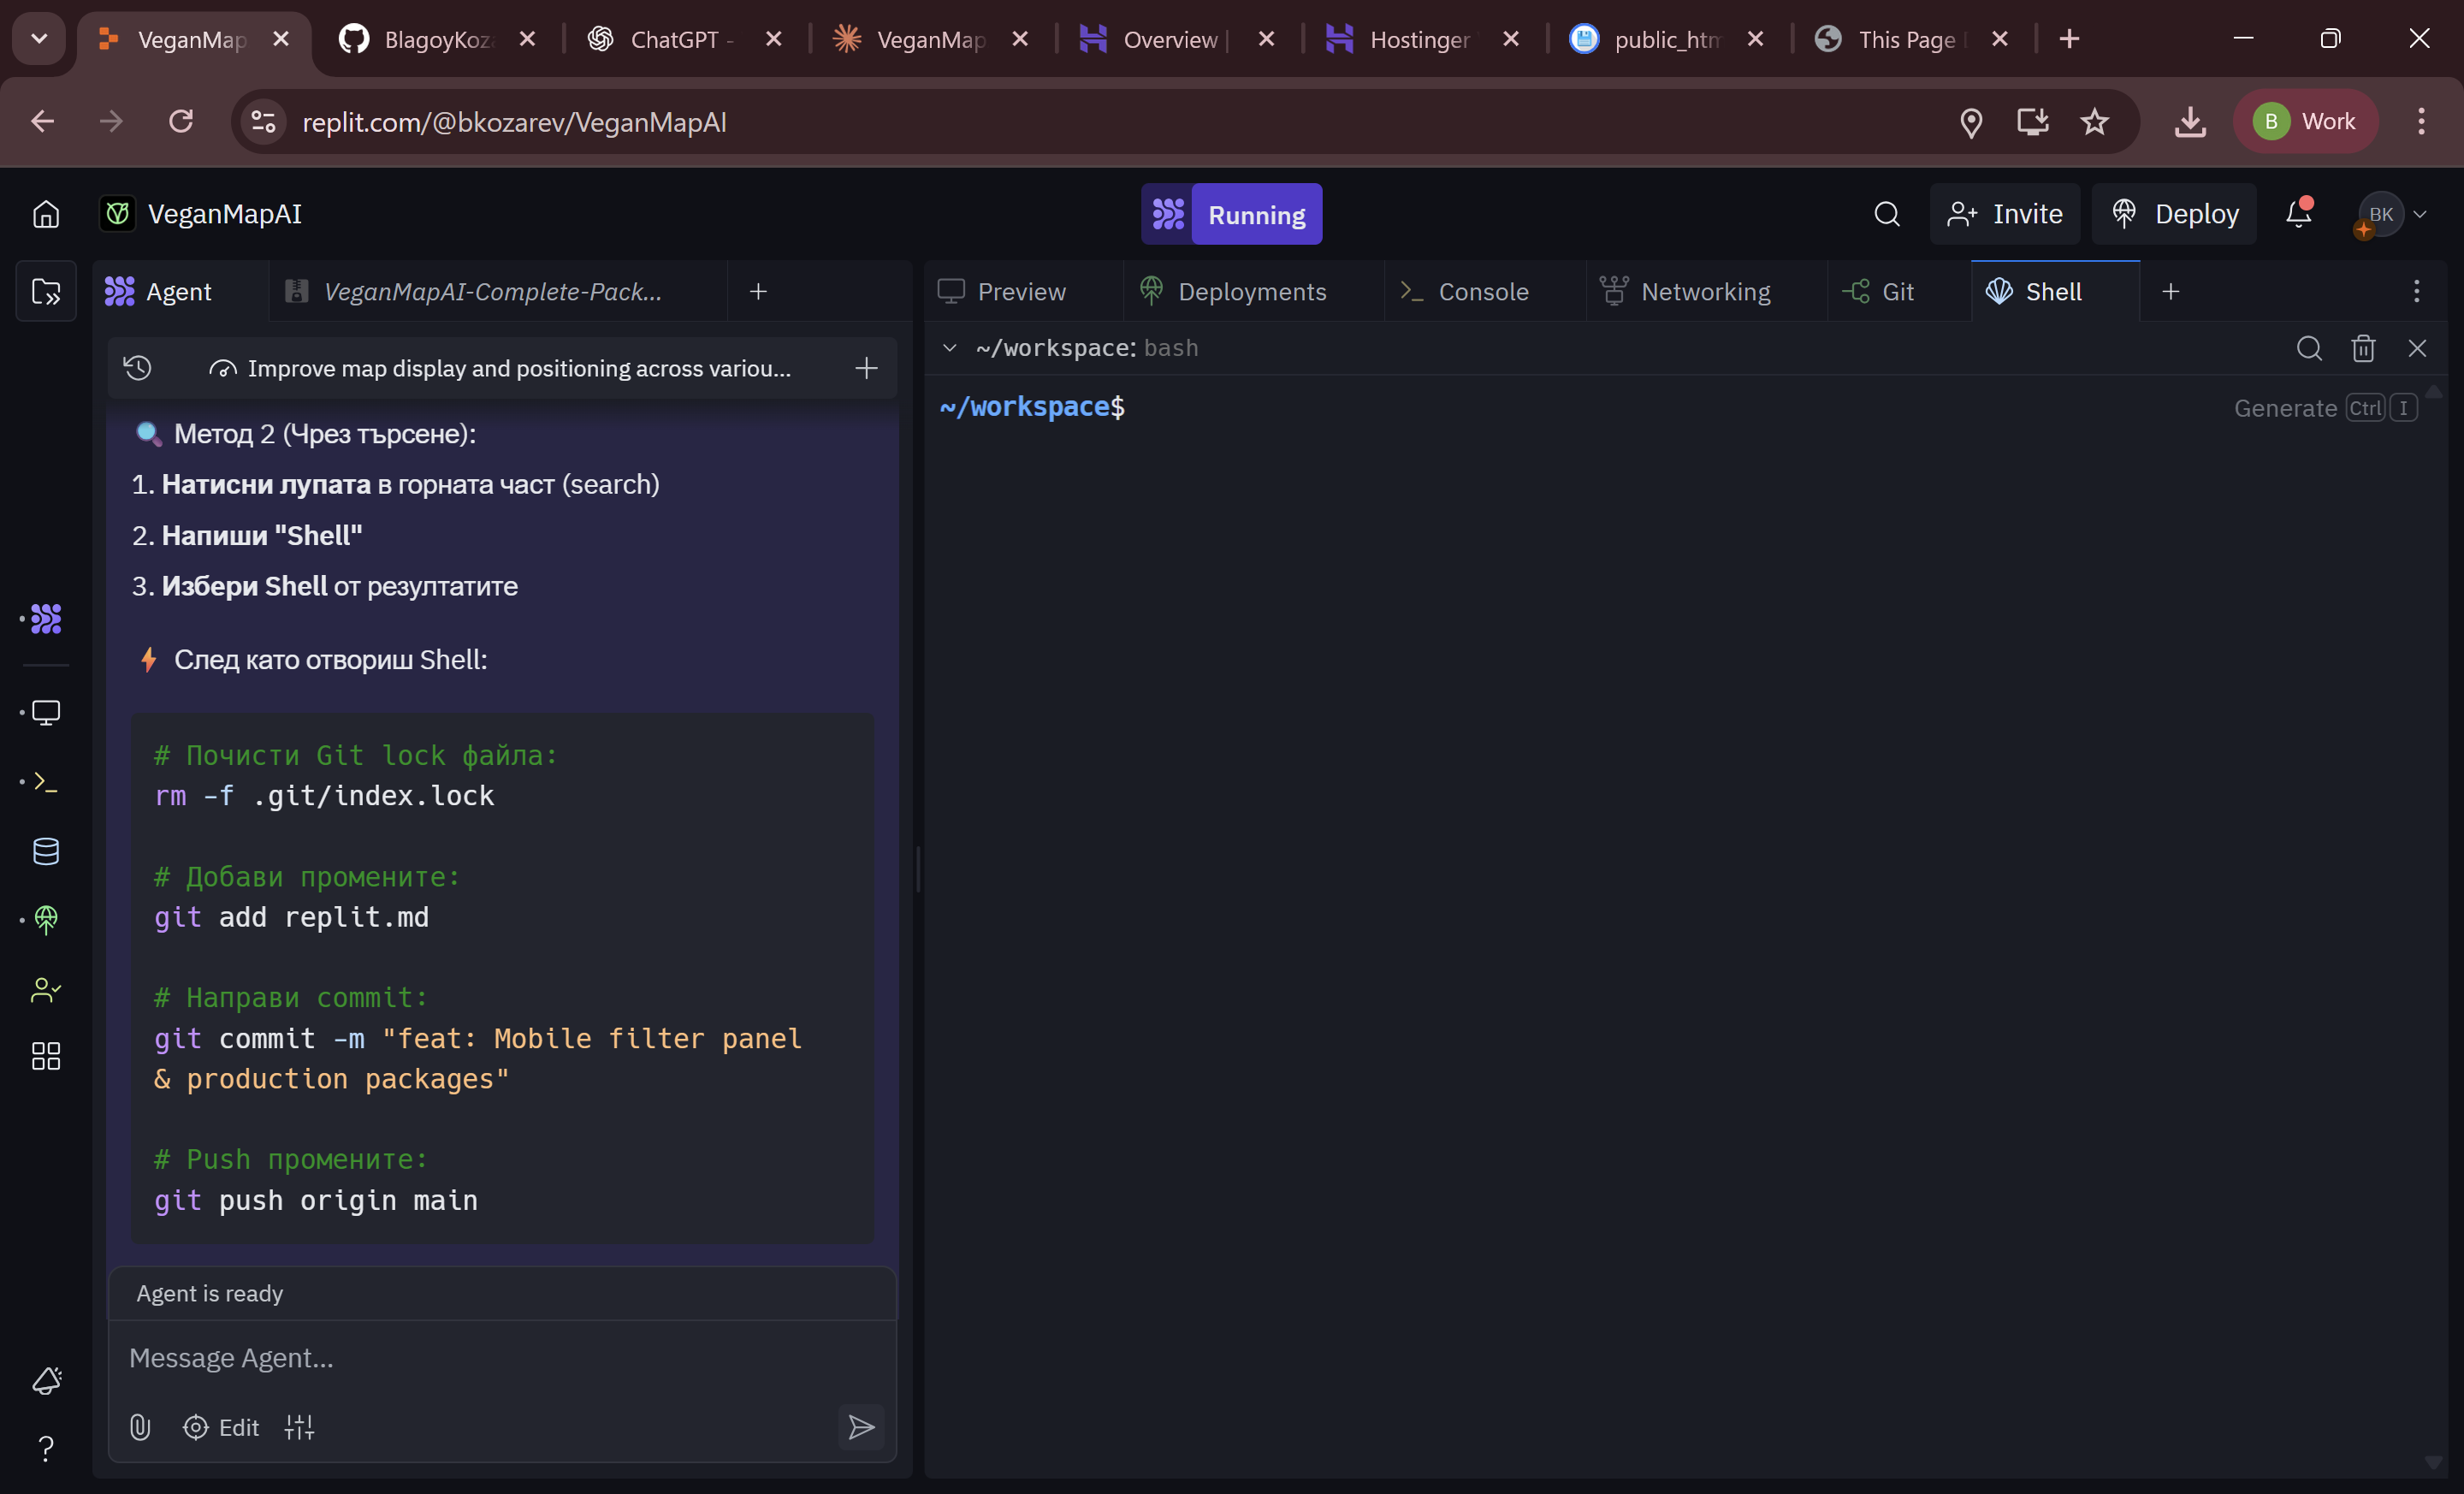 VeganMap
BlagoyKoz
ChatGPT -
VeganMap
Overview |
Hostinger
public_htm
This Page
replit.com/@bkozarev/VeganMapAI
B Work
VeganMapAI
Running
Invite
Deploy
BK
Agent
VeganMapAI-Complete-Pack...
Preview
Deployments
Console
Networking
Git
Shell
Improve map display and positioning across variou...
~/workspace: bash
~/workspace$
Generate Ctrl I
Метод 2 (Чрез търсене):
1. Натисни лупата в горната част (search)
2. Напиши "Shell"
3. Избери Shell от резултатите
След като отвориш Shell:
# Почисти Git lock файла:
rm -f .git/index.lock
# Добави промените:
git add replit.md
# Направи commit:
git commit -m "feat: Mobile filter panel
& production packages"
# Push промените:
git push origin main
Agent is ready
Message Agent...
Edit